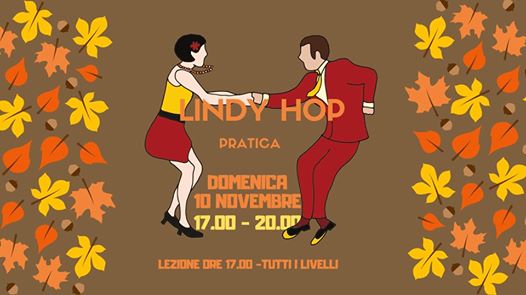 LINDY HOP
PRATICA
DOMENICA
10 NOVEMBRE
17.00 - 20.00
LEZIONE ORE 17.00 -TUTTI I LIVELLI